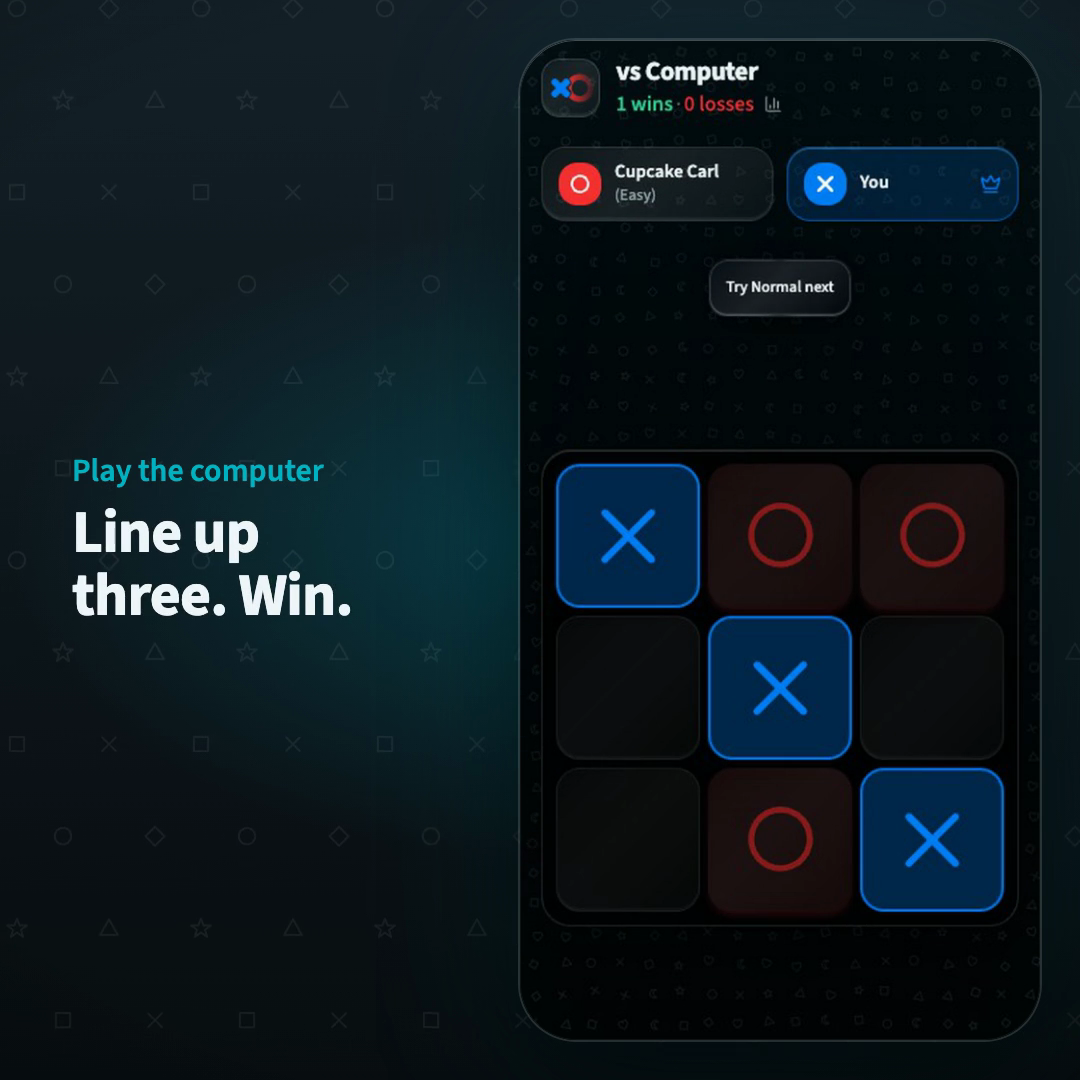 Play the computer
Line up
three. Win.
vs Computer
1 wins · 0 losses
Cupcake Carl
(Easy)
You
Try Normal next